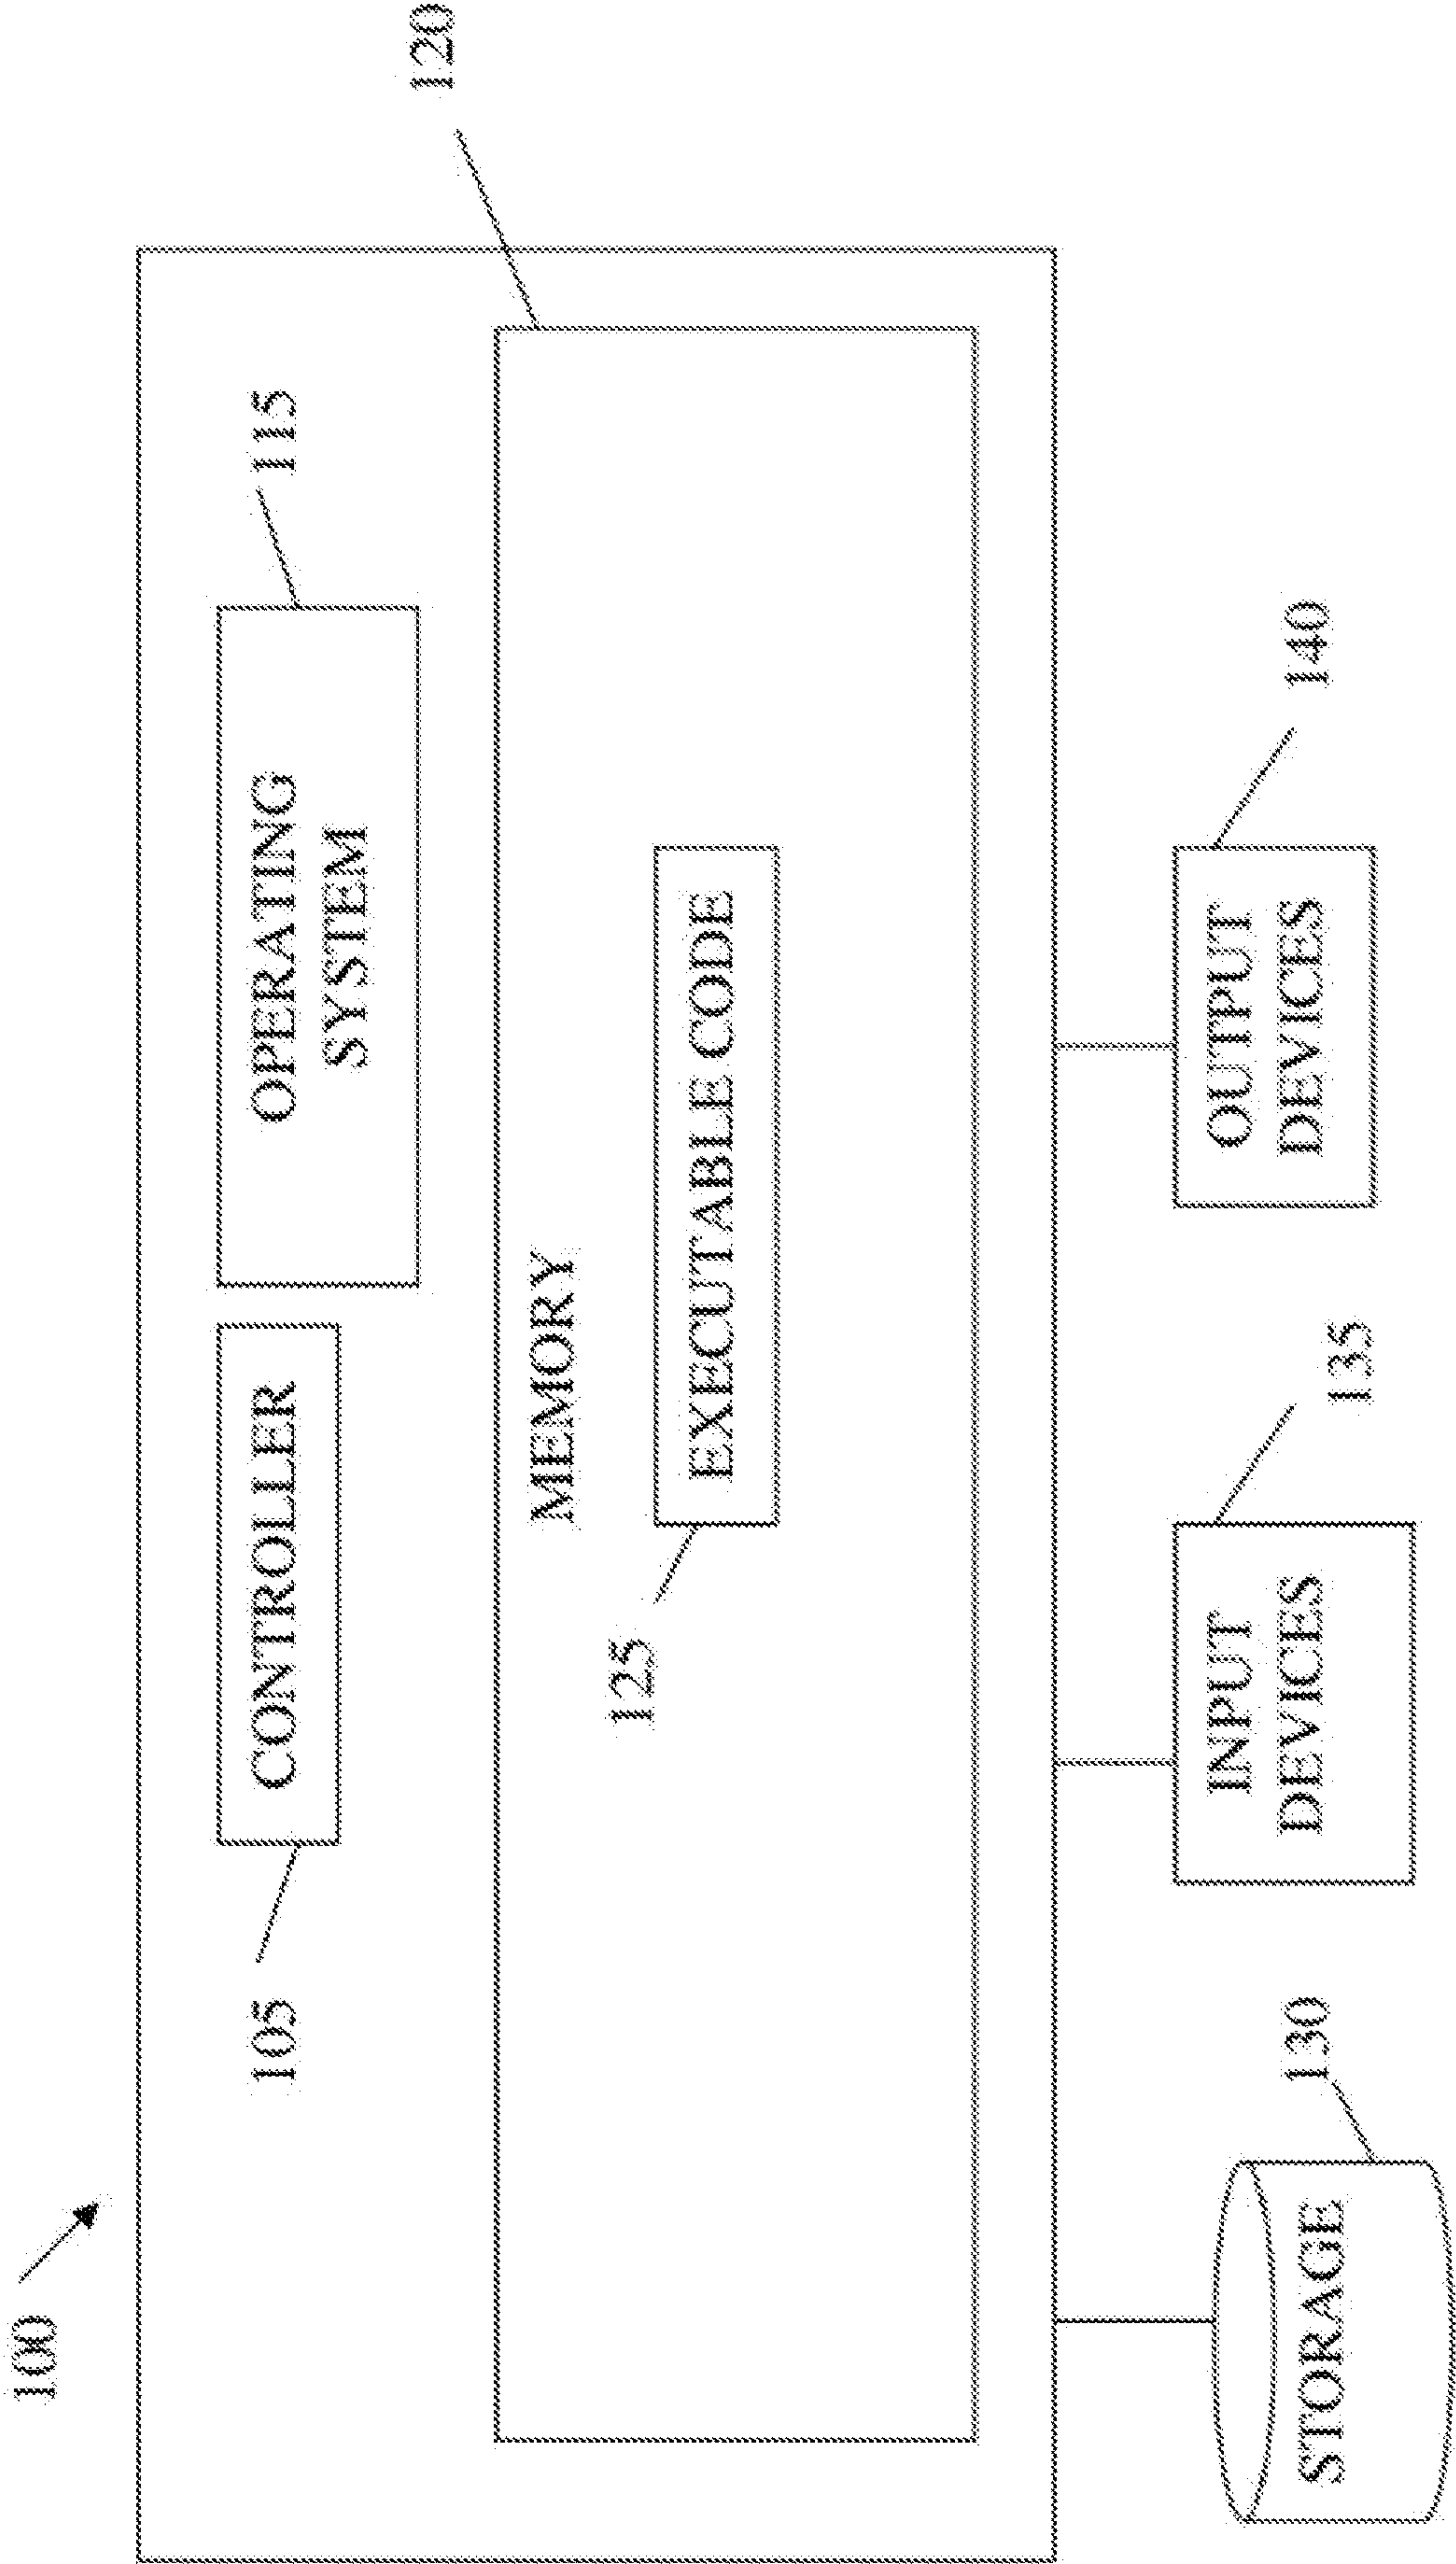 100
105
CONTROLLER
OPERATING
SYSTEM
115
120
MEMORY
125
EXECUTABLE CODE
130
STORAGE
INPUT
DEVICES
135
OUTPUT
DEVICES
140